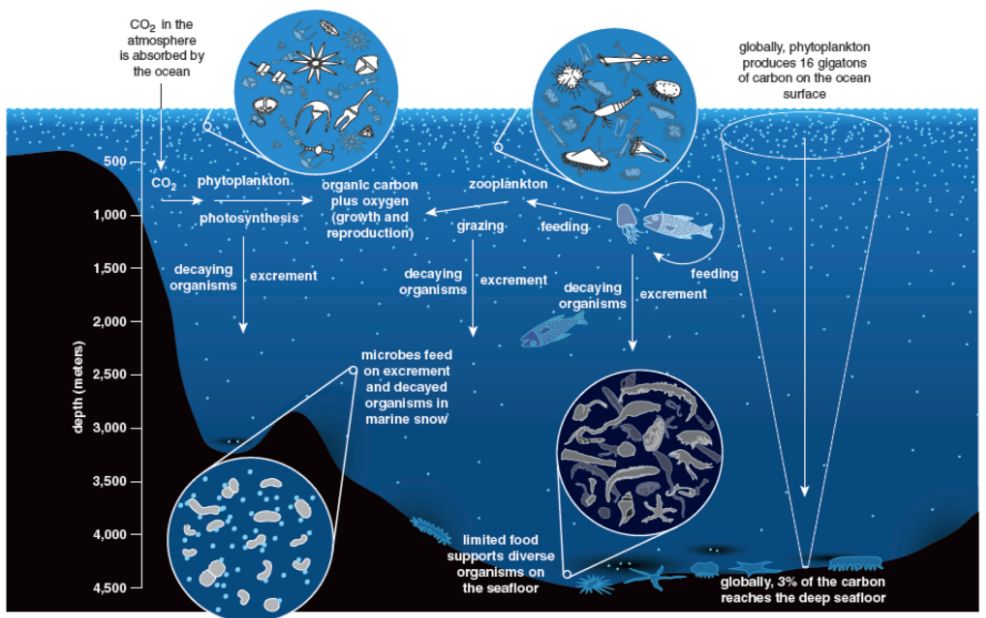 CO2 in the
atmosphere
is absorbed by
the ocean
globally, phytoplankton
produces 16 gigatons
of carbon on the ocean
surface
depth (meters)
500
1,000
1,500
2,000
2,500
3,000
3,500
4,000
4,500
CO2
phytoplankton
photosynthesis
organic carbon
plus oxygen
(growth and
reproduction)
zooplankton
grazing
feeding
feeding
decaying
organisms
excrement
decaying
organisms
excrement
decaying
organisms
excrement
microbes feed
on excrement
and decayed
organisms in
marine snow
limited food
supports diverse
organisms on
the seafloor
globally, 3% of the carbon
reaches the deep seafloor